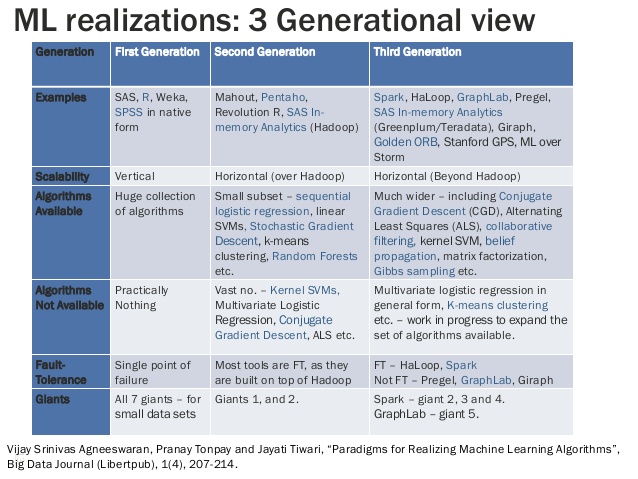 ML realizations: 3 Generational view
Generation
First Generation
Second Generation
Third Generation
Examples
SAS, R, Weka,
SPSS in native
form
Mahout, Pentaho,
Revolution R, SAS In-
memory Analytics (Hadoop)
Spark, HaLoop, GraphLab, Pregel,
SAS In-memory Analytics
(Greenplum/Teradata), Giraph,
Golden ORB, Stanford GPS, ML over
Storm
Scalability
Vertical
Horizontal (over Hadoop)
Horizontal (Beyond Hadoop)
Algorithms
Available
Huge collection
of algorithms
Small subset – sequential
logistic regression, linear
SVMs, Stochastic Gradient
Descent, k-means
clustering, Random Forests
etc.
Much wider – including Conjugate
Gradient Descent (CGD), Alternating
Least Squares (ALS), collaborative
filtering, kernel SVM, belief
propagation, matrix factorization,
Gibbs sampling etc.
Algorithms
Not Available
Practically
Nothing
Vast no. – Kernel SVMs,
Multivariate Logistic
Regression, Conjugate
Gradient Descent, ALS etc.
Multivariate logistic regression in
general form, K-means clustering
etc. – work in progress to expand the
set of algorithms available.
Fault-
Tolerance
Single point of
failure
Most tools are FT, as they
are built on top of Hadoop
FT – HaLoop, Spark
Not FT – Pregel, GraphLab, Giraph
Giants
All 7 giants – for
small data sets
Giants 1, and 2.
Spark – giant 2, 3 and 4.
GraphLab – giant 5.
Vijay Srinivas Agneeswaran, Pranay Tonpay and Jayati Tiwari, “Paradigms for Realizing Machine Learning Algorithms”,
Big Data Journal (Libertpub), 1(4), 207-214.